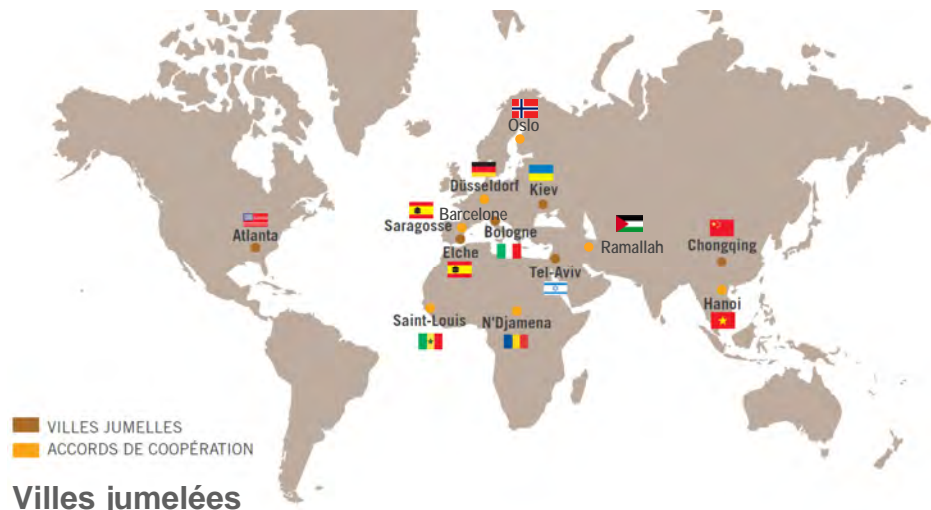 Oslo
Düsseldorf
Kiev
Barcelone
Saragosse
Bologne
Atlanta
Ramallah
Chongqing
Elche
Tel-Aviv
Hanoi
Saint-Louis
N'Djamena
VILLES JUMELLES
ACCORDS DE COOPÉRATION
Villes jumelées